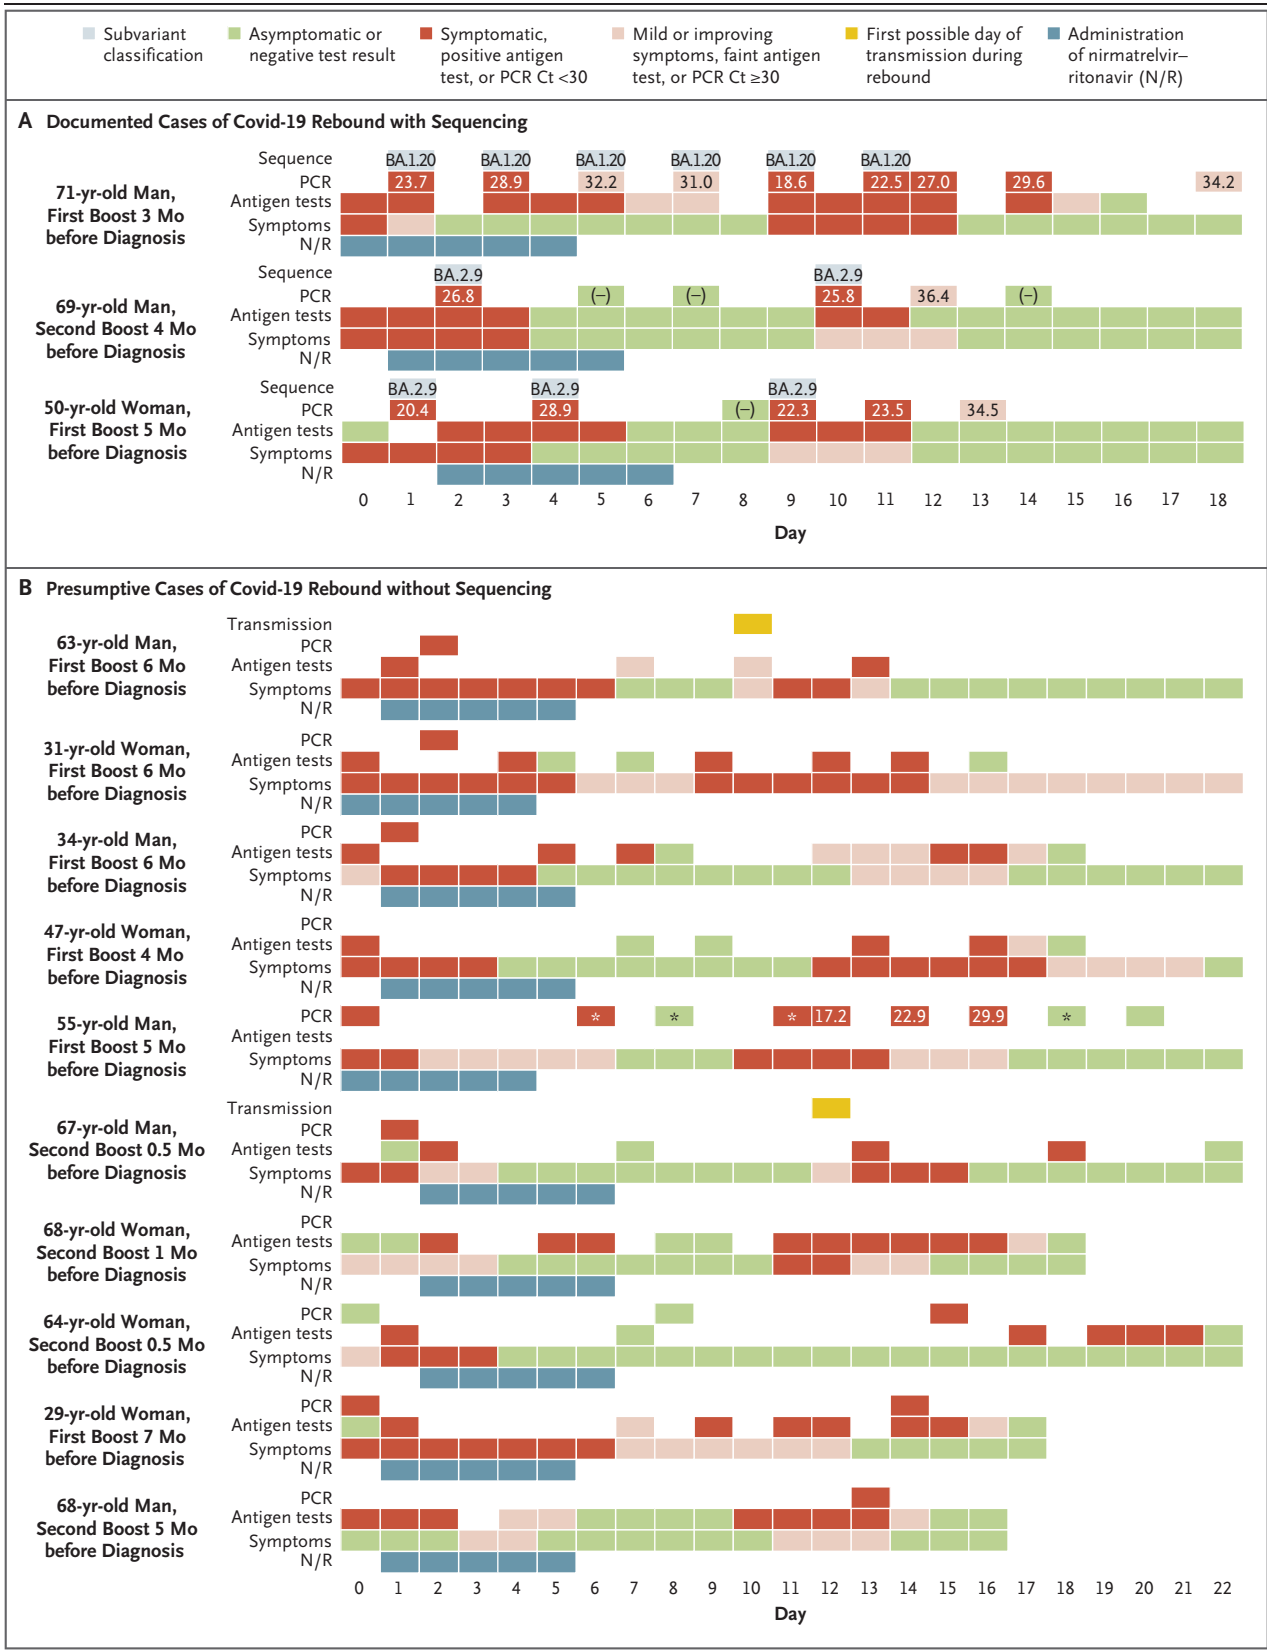 Subvariant
classification
Asymptomatic or
negative test result
Symptomatic,
positive antigen
test, or PCR Ct <30
Mild or improving
symptoms, faint antigen
test, or PCR Ct ≥30
First possible day of
transmission during
rebound
Administration
of nirmatrelvir–
ritonavir (N/R)
A Documented Cases of Covid-19 Rebound with Sequencing
71-yr-old Man,
First Boost 3 Mo
before Diagnosis
Sequence BA.1.20 BA.1.20 BA.1.20 BA.1.20 BA.1.20 BA.1.20
PCR 23.7 28.9 32.2 31.0 18.6 22.5 27.0 29.6 34.2
Antigen tests
Symptoms
N/R
69-yr-old Man,
Second Boost 4 Mo
before Diagnosis
Sequence BA.2.9 BA.2.9
PCR 26.8 (–) (–) 25.8 36.4 (–)
Antigen tests
Symptoms
N/R
50-yr-old Woman,
First Boost 5 Mo
before Diagnosis
Sequence BA.2.9 BA.2.9 BA.2.9
PCR 20.4 28.9 (–) 22.3 23.5 34.5
Antigen tests
Symptoms
N/R
0 1 2 3 4 5 6 7 8 9 10 11 12 13 14 15 16 17 18
Day
B Presumptive Cases of Covid-19 Rebound without Sequencing
63-yr-old Man,
First Boost 6 Mo
before Diagnosis
Transmission
PCR
Antigen tests
Symptoms
N/R
31-yr-old Woman,
First Boost 6 Mo
before Diagnosis
PCR
Antigen tests
Symptoms
N/R
34-yr-old Man,
First Boost 6 Mo
before Diagnosis
PCR
Antigen tests
Symptoms
N/R
47-yr-old Woman,
First Boost 4 Mo
before Diagnosis
PCR
Antigen tests
Symptoms
N/R
55-yr-old Man,
First Boost 5 Mo
before Diagnosis
PCR * * * 17.2 22.9 29.9 *
Antigen tests
Symptoms
N/R
67-yr-old Man,
Second Boost 0.5 Mo
before Diagnosis
Transmission
PCR
Antigen tests
Symptoms
N/R
68-yr-old Woman,
Second Boost 1 Mo
before Diagnosis
PCR
Antigen tests
Symptoms
N/R
64-yr-old Woman,
Second Boost 0.5 Mo
before Diagnosis
PCR
Antigen tests
Symptoms
N/R
29-yr-old Woman,
First Boost 7 Mo
before Diagnosis
PCR
Antigen tests
Symptoms
N/R
68-yr-old Man,
Second Boost 5 Mo
before Diagnosis
PCR
Antigen tests
Symptoms
N/R
0 1 2 3 4 5 6 7 8 9 10 11 12 13 14 15 16 17 18 19 20 21 22
Day